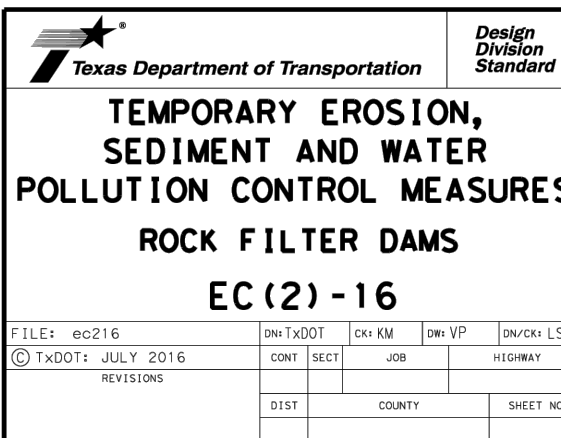 ®
Texas Department of Transportation
Design
Division
Standard
TEMPORARY EROSION,
SEDIMENT AND WATER
POLLUTION CONTROL MEASURES
ROCK FILTER DAMS
EC(2)-16
FILE: ec216 DN: TxDOT CK: KM DW: VP DN/CK: LS
© TxDOT: JULY 2016 CONT SECT JOB HIGHWAY
REVISIONS
DIST COUNTY SHEET NO